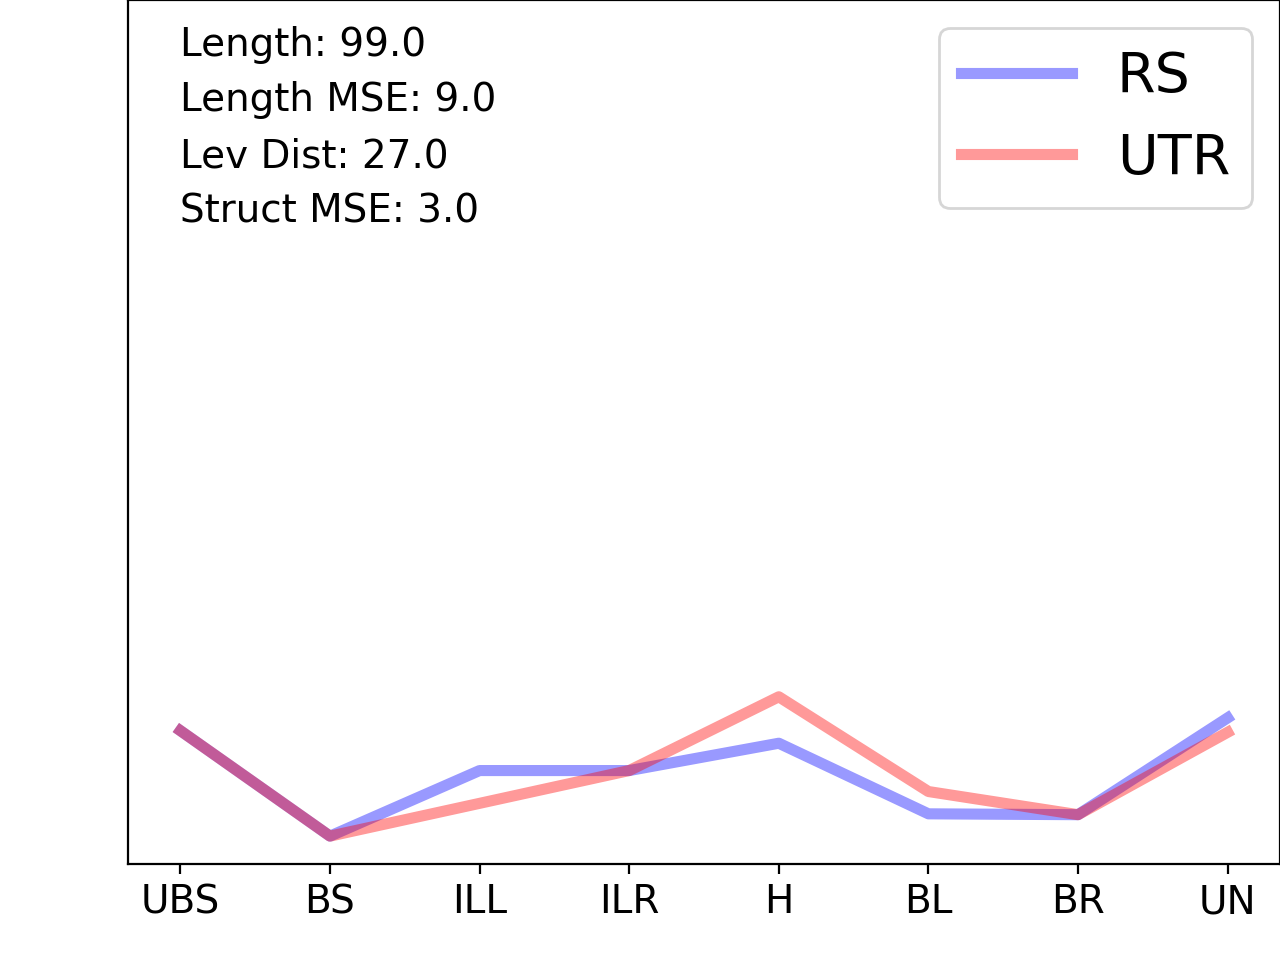 Length: 99.0
Length MSE: 9.0
Lev Dist: 27.0
Struct MSE: 3.0
RS
UTR
UBS BS ILL ILR H BL BR UN